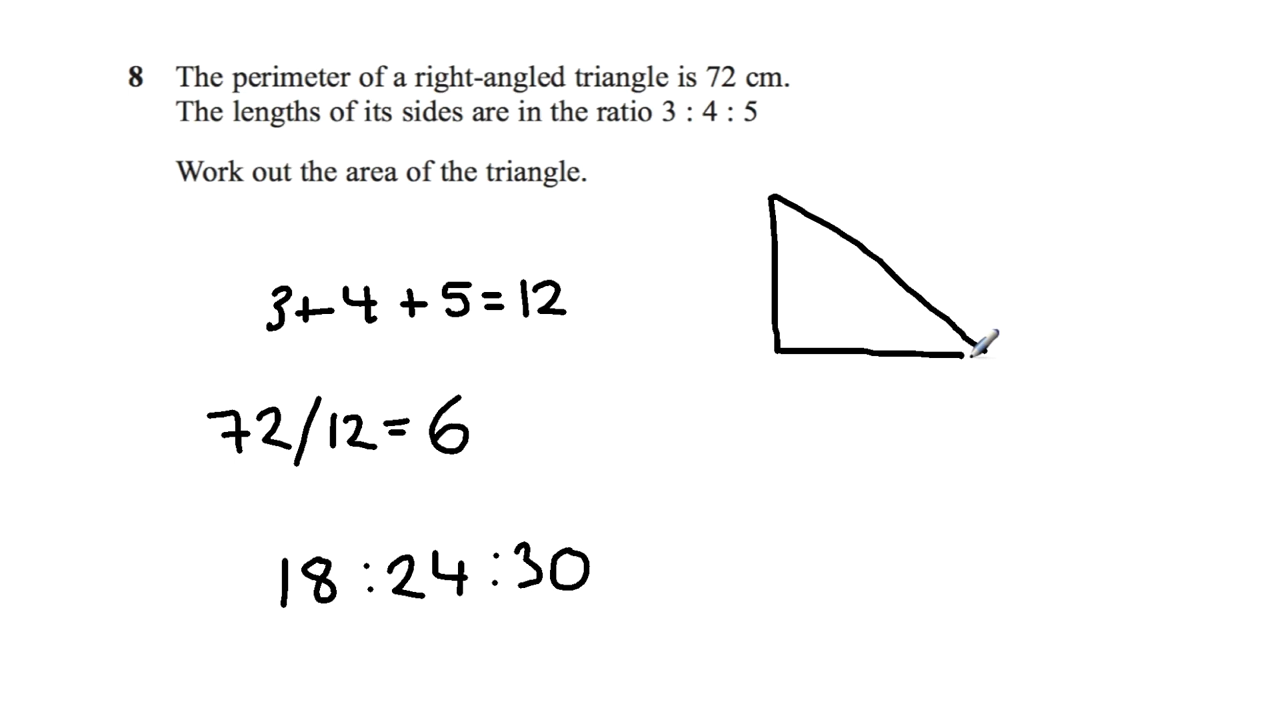 8 The perimeter of a right-angled triangle is 72 cm.
The lengths of its sides are in the ratio 3 : 4 : 5
Work out the area of the triangle.
3+4+5=12
72/12=6
18:24:30